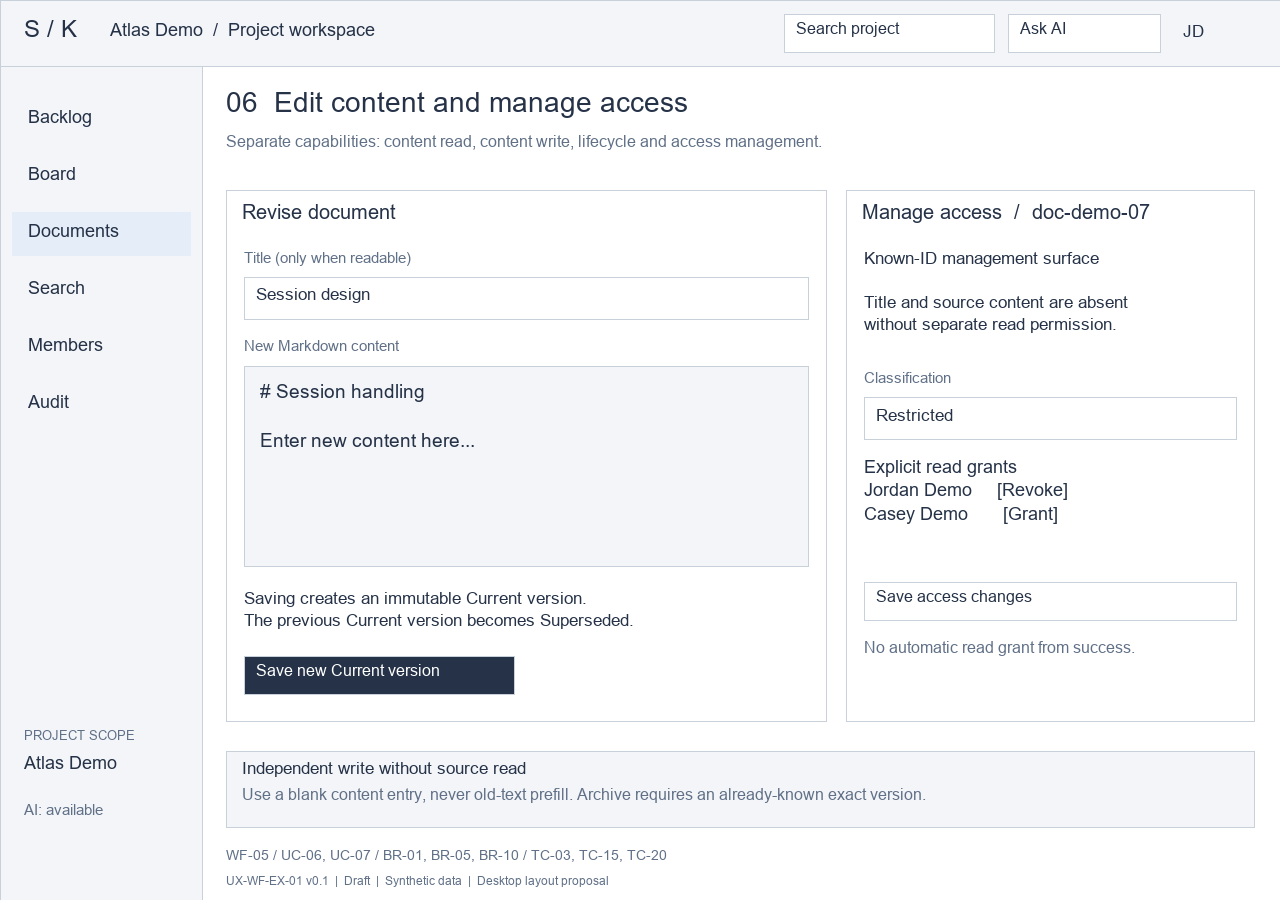 S / K
Atlas Demo / Project workspace
Search project
Ask AI
JD
Backlog
Board
Documents
Search
Members
Audit
PROJECT SCOPE
Atlas Demo
AI: available
06 Edit content and manage access
Separate capabilities: content read, content write, lifecycle and access management.
Revise document
Title (only when readable)
Session design
New Markdown content
# Session handling
Enter new content here...
Saving creates an immutable Current version.
The previous Current version becomes Superseded.
Save new Current version
Manage access / doc-demo-07
Known-ID management surface
Title and source content are absent
without separate read permission.
Classification
Restricted
Explicit read grants
Jordan Demo [Revoke]
Casey Demo [Grant]
Save access changes
No automatic read grant from success.
Independent write without source read
Use a blank content entry, never old-text prefill. Archive requires an already-known exact version.
WF-05 / UC-06, UC-07 / BR-01, BR-05, BR-10 / TC-03, TC-15, TC-20
UX-WF-EX-01 v0.1 | Draft | Synthetic data | Desktop layout proposal